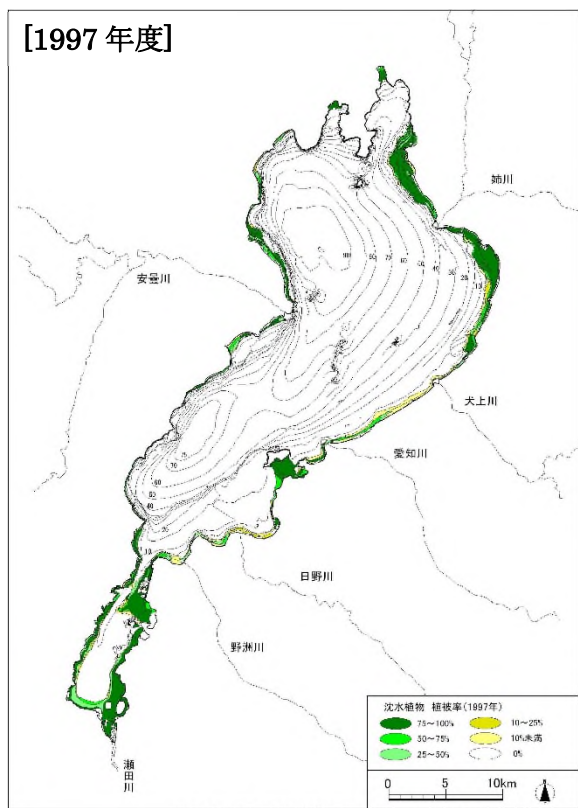 [1997 年度]
姉川
安曇川
犬上川
愛知川
日野川
野洲川
瀬田川
沈水植物 植被率(1997年)
75~100%
50~75%
25~50%
10~25%
10%未満
0%
0 5 10km